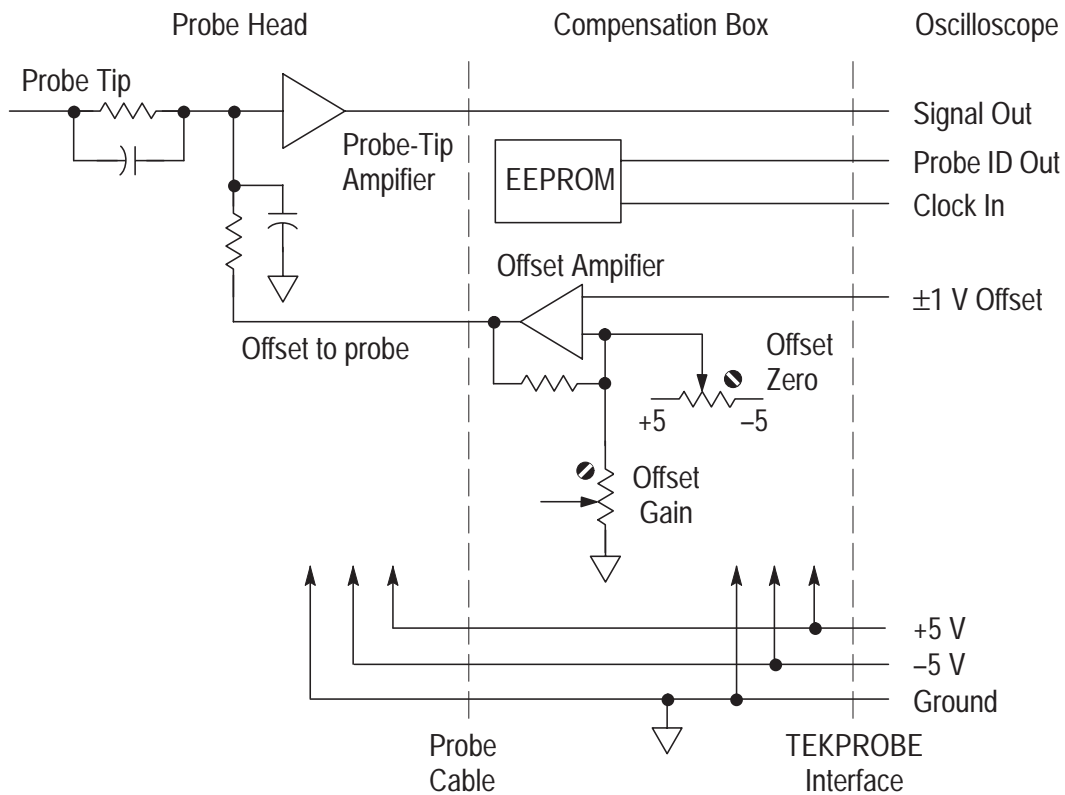 Probe Head
Compensation Box
Oscilloscope
Probe Tip
Probe-Tip
Ampifier
Signal Out
EEPROM
Probe ID Out
Clock In
Offset Ampifier
±1 V Offset
Offset to probe
Offset
Zero
+5
–5
Offset
Gain
+5 V
–5 V
Ground
Probe
Cable
TEKPROBE
Interface